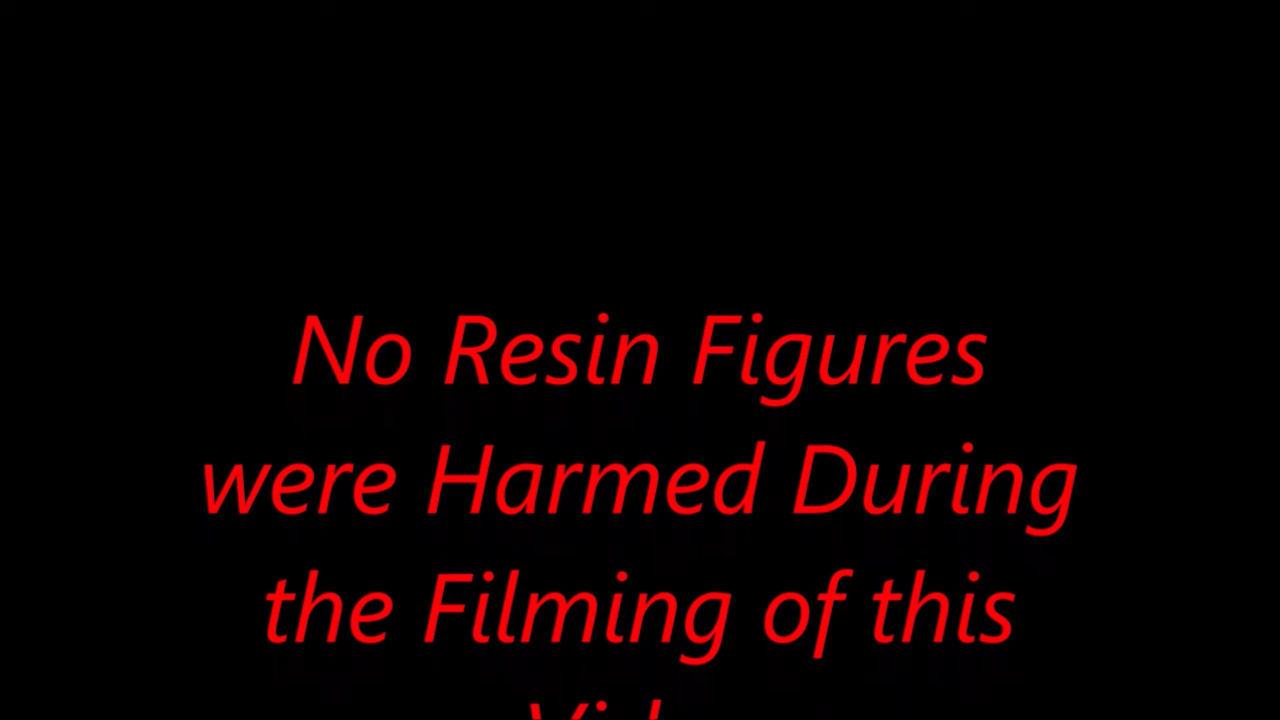 No Resin Figures
were Harmed During
the Filming of this